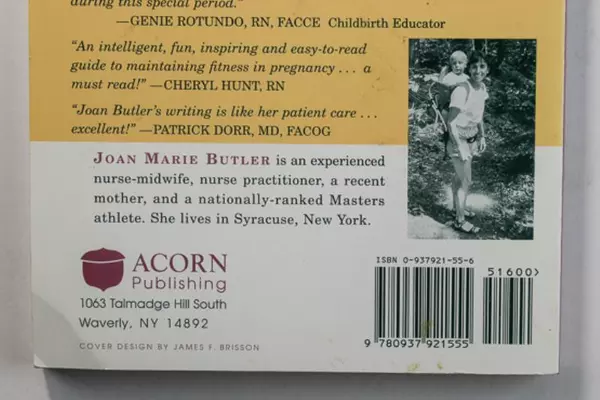 during this special period."
—GENIE ROTUNDO, RN, FACCE Childbirth Educator
"An intelligent, fun, inspiring and easy-to-read
guide to maintaining fitness in pregnancy . . . a
must read!" —CHERYL HUNT, RN
"Joan Butler's writing is like her patient care . . .
excellent!" —PATRICK DORR, MD, FACOG
JOAN MARIE BUTLER is an experienced
nurse-midwife, nurse practitioner, a recent
mother, and a nationally-ranked Masters
athlete. She lives in Syracuse, New York.
ACORN
Publishing
1063 Talmadge Hill South
Waverly, NY 14892
COVER DESIGN BY JAMES F. BRISSON
ISBN 0-937921-55-6
51600>
9 780937 921555